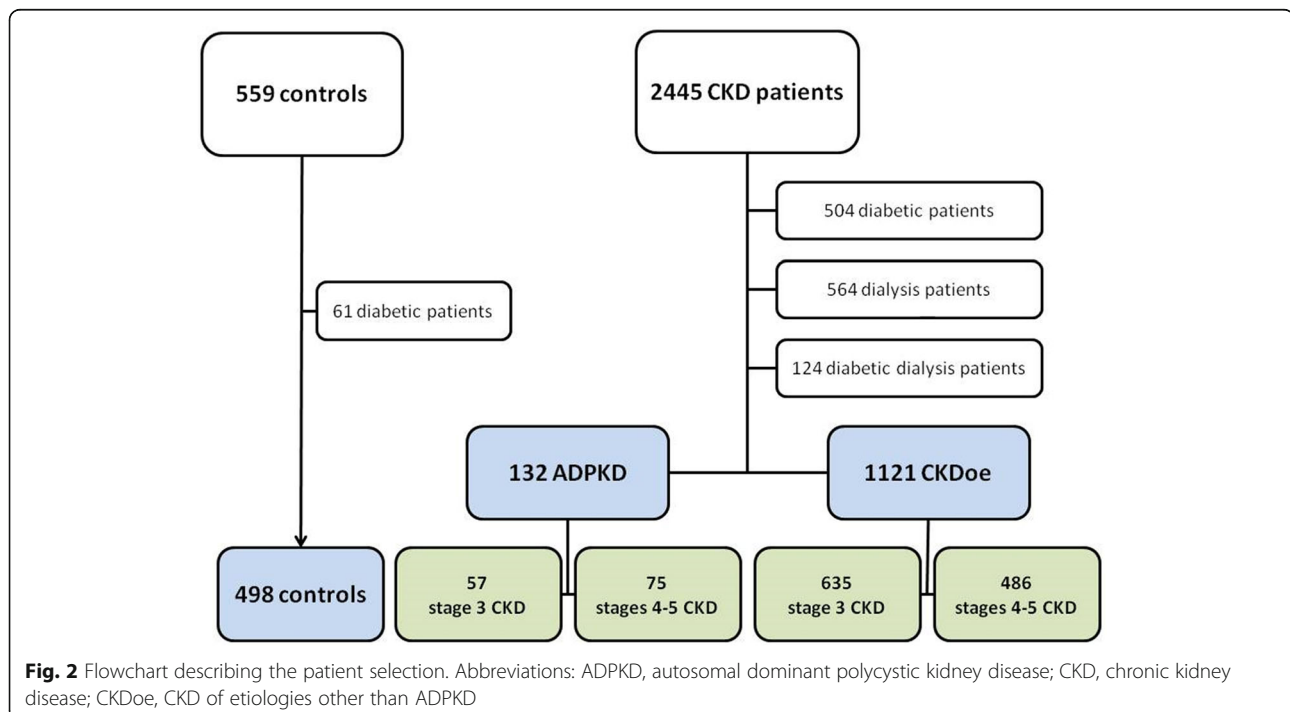 559 controls
2445 CKD patients
504 diabetic patients
564 dialysis patients
61 diabetic patients
124 diabetic dialysis patients
132 ADPKD
1121 CKDoe
498 controls
57
stage 3 CKD
75
stages 4-5 CKD
635
stage 3 CKD
486
stages 4-5 CKD
Fig. 2 Flowchart describing the patient selection. Abbreviations: ADPKD, autosomal dominant polycystic kidney disease; CKD, chronic kidney
disease; CKDoe, CKD of etiologies other than ADPKD